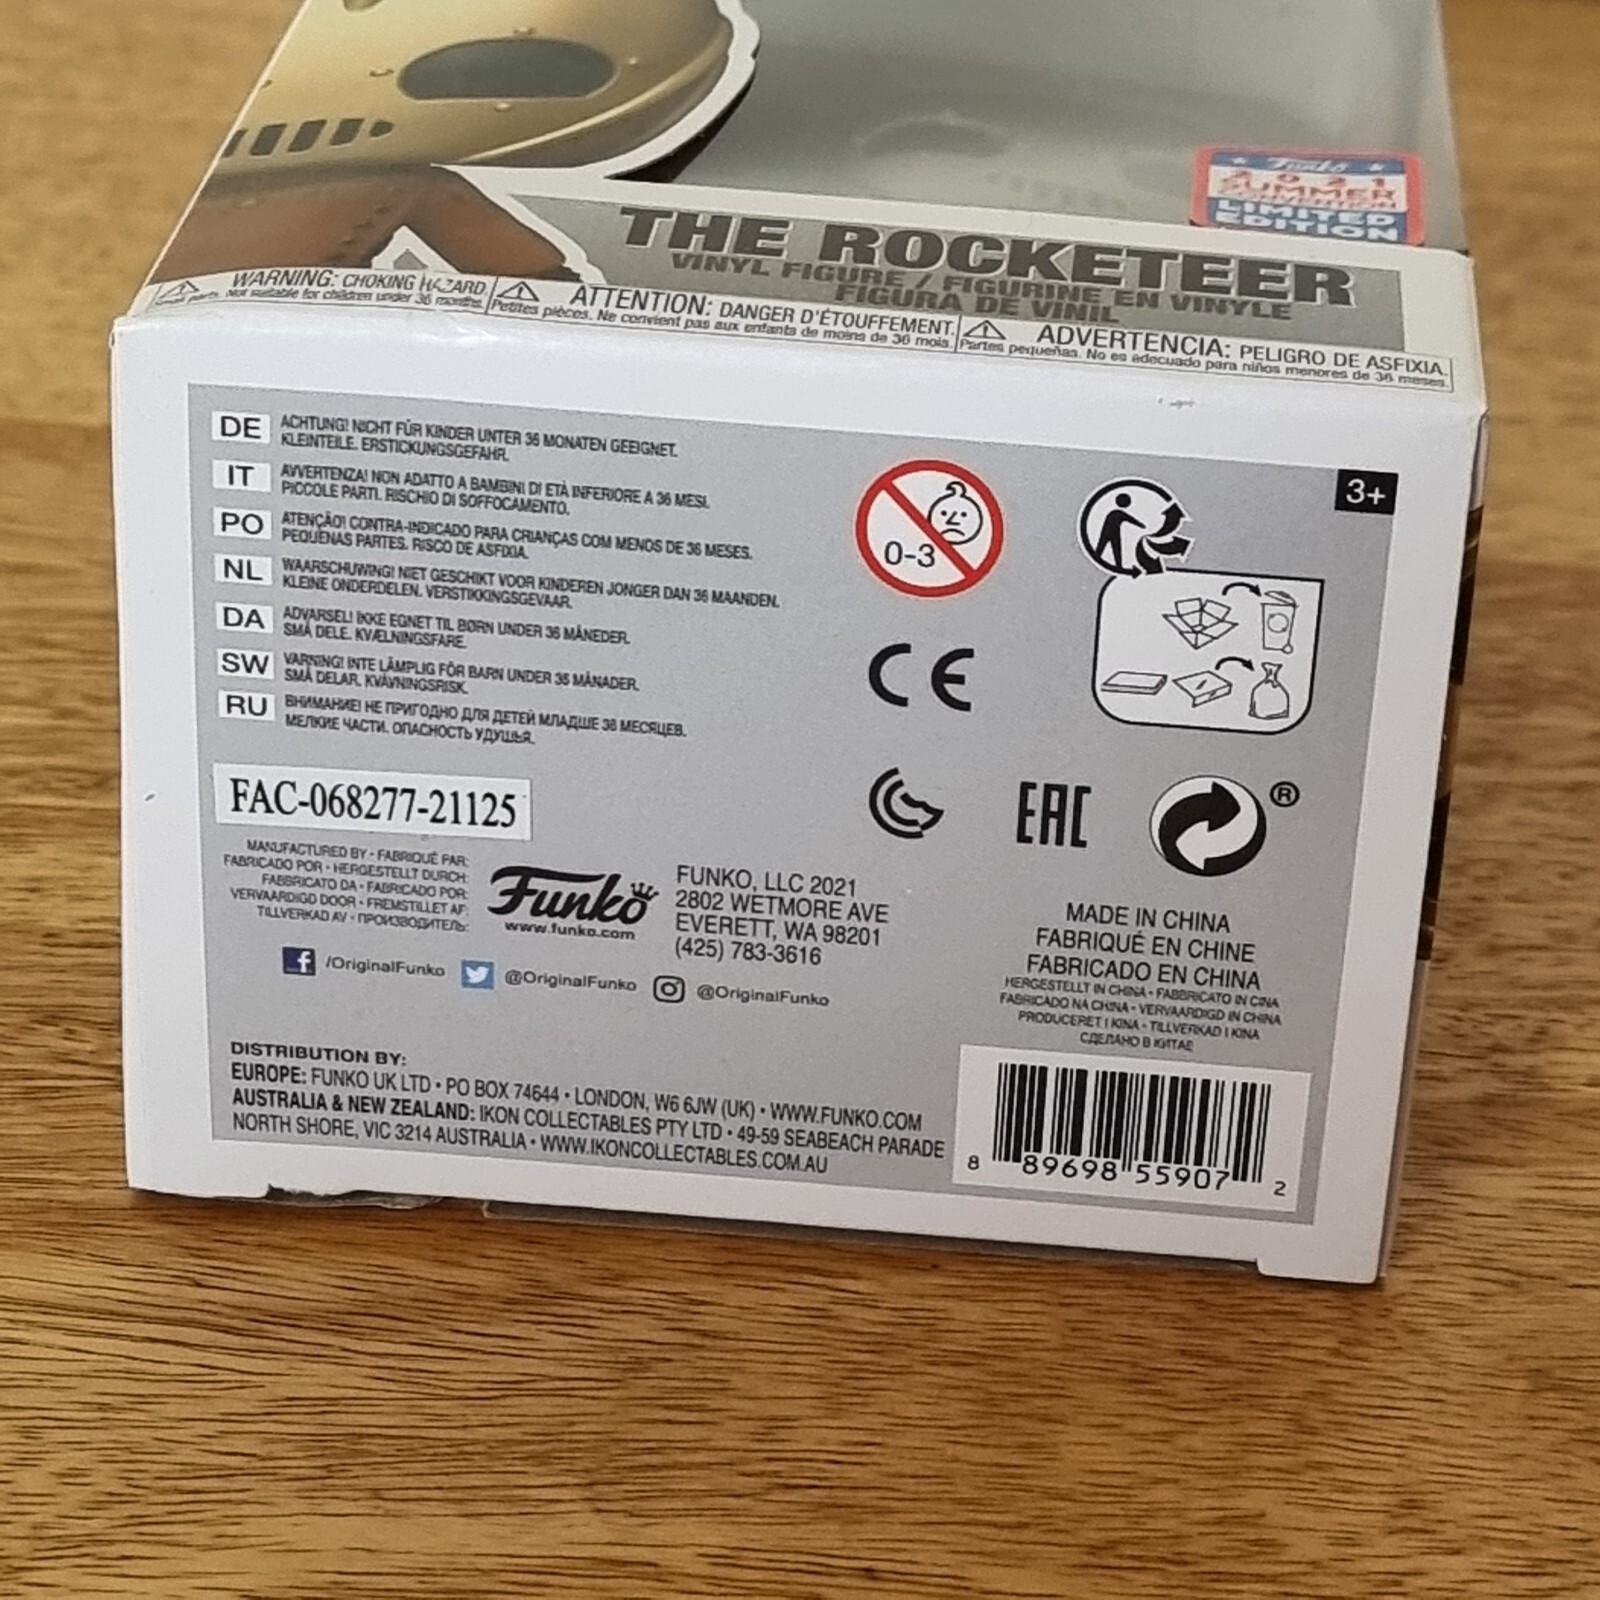 Funko
2021
SUMMER
CONVENTION
LIMITED
EDITION
THE ROCKETEER
VINYL FIGURE / FIGURINE EN VINYLE
FIGURA DE VINIL
WARNING: CHOKING HAZARD.
Small parts. Not suitable for children under 36 months.
ATTENTION: DANGER D'ÉTOUFFEMENT.
Petites pièces. Ne convient pas aux enfants de moins de 36 mois.
ADVERTENCIA: PELIGRO DE ASFIXIA.
Partes pequeñas. No es adecuado para niños menores de 36 meses.
DE ACHTUNG! NICHT FÜR KINDER UNTER 36 MONATEN GEEIGNET.
KLEINTEILE. ERSTICKUNGSGEFAHR.
IT AVVERTENZA! NON ADATTO A BAMBINI DI ETÀ INFERIORE A 36 MESI.
PICCOLE PARTI. RISCHIO DI SOFFOCAMENTO.
PO ATENÇÃO! CONTRA-INDICADO PARA CRIANÇAS COM MENOS DE 36 MESES.
PEQUENAS PARTES. RISCO DE ASFIXIA.
NL WAARSCHUWING! NIET GESCHIKT VOOR KINDEREN JONGER DAN 36 MAANDEN.
KLEINE ONDERDELEN. VERSTIKKINGSGEVAAR.
DA ADVARSEL! IKKE EGNET TIL BØRN UNDER 36 MÅNEDER.
SMÅ DELE. KVÆLNINGSFARE.
SW VARNING! INTE LÄMPLIG FÖR BARN UNDER 36 MÅNADER.
SMÅ DELAR. KVÄVNINGSRISK.
RU ВНИМАНИЕ! НЕ ПРИГОДНО ДЛЯ ДЕТЕЙ МЛАДШЕ 36 МЕСЯЦЕВ.
МЕЛКИЕ ЧАСТИ. ОПАСНОСТЬ УДУШЬЯ.
0-3
3+
CE
FAC-068277-21125
EAC
®
MANUFACTURED BY • FABRIQUÉ PAR:
FABRICADO POR • HERGESTELLT DURCH:
FABBRICATO DA • FABRICADO POR:
VERVAARDIGD DOOR • FREMSTILLET AF:
TILLVERKAD AV • ПРОИЗВОДИТЕЛЬ:
Funko
www.funko.com
FUNKO, LLC 2021
2802 WETMORE AVE
EVERETT, WA 98201
(425) 783-3616
/OriginalFunko @OriginalFunko @OriginalFunko
MADE IN CHINA
FABRIQUÉ EN CHINE
FABRICADO EN CHINA
HERGESTELLT IN CHINA • FABBRICATO IN CINA
FABRICADO NA CHINA • VERVAARDIGD IN CHINA
PRODUCERET I KINA • TILLVERKAD I KINA
СДЕЛАНО В КИТАЕ
DISTRIBUTION BY:
EUROPE: FUNKO UK LTD • PO BOX 74644 • LONDON, W6 6JW (UK) • WWW.FUNKO.COM
AUSTRALIA & NEW ZEALAND: IKON COLLECTABLES PTY LTD • 49-59 SEABEACH PARADE
NORTH SHORE, VIC 3214 AUSTRALIA • WWW.IKONCOLLECTABLES.COM.AU
8 89698 55907 2